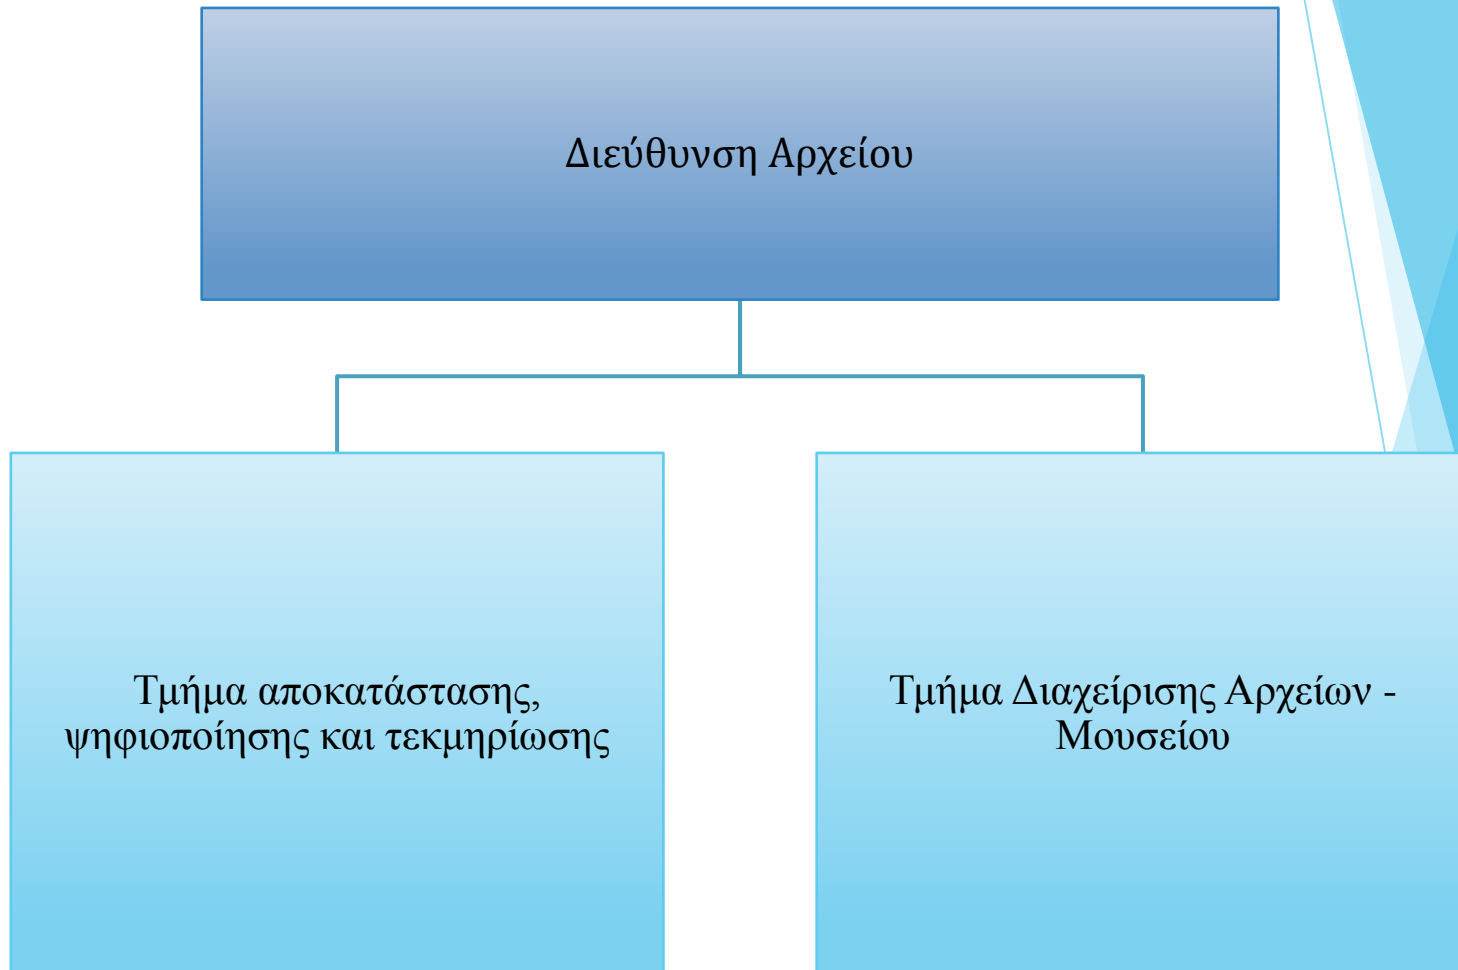 Διεύθυνση Αρχείου
Τμήμα αποκατάστασης,
ψηφιοποίησης και τεκμηρίωσης
Τμήμα Διαχείρισης Αρχείων -
Μουσείου